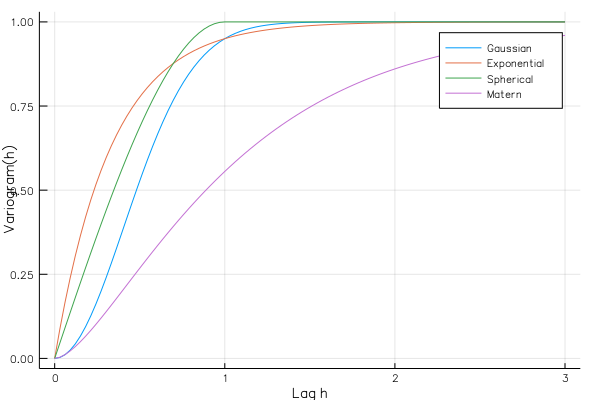 1.00
0.75
0.50
0.25
0.00
Variogram(h)
Gaussian
Exponential
Spherical
Matern
0
1
2
3
Lag h